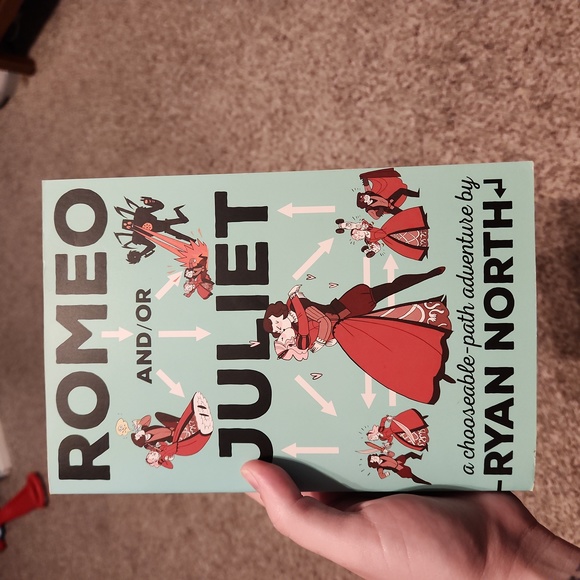 ROMEO
AND/OR
JULIET
a chooseable-path adventure by
RYAN NORTH